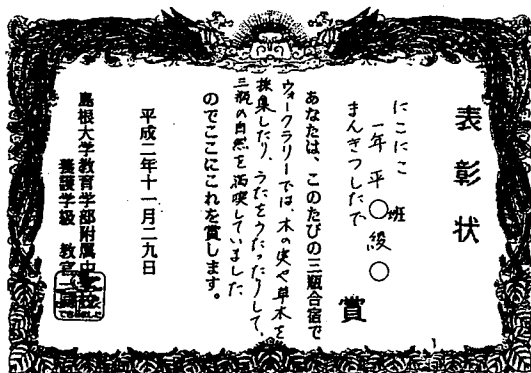 表彰状
にこにこ班
一年 平○級○
まんきつしたで賞
あなたは、このたびの三瓶合宿で
ウォークラリーでは、木の実や草木を
採集したり、うたをうたったりして、
三瓶の自然を満喫していました
のでここにこれを賞します。
平成二年十一月二九日
島根大学教育学部附属中学校
養護学級 教官一同